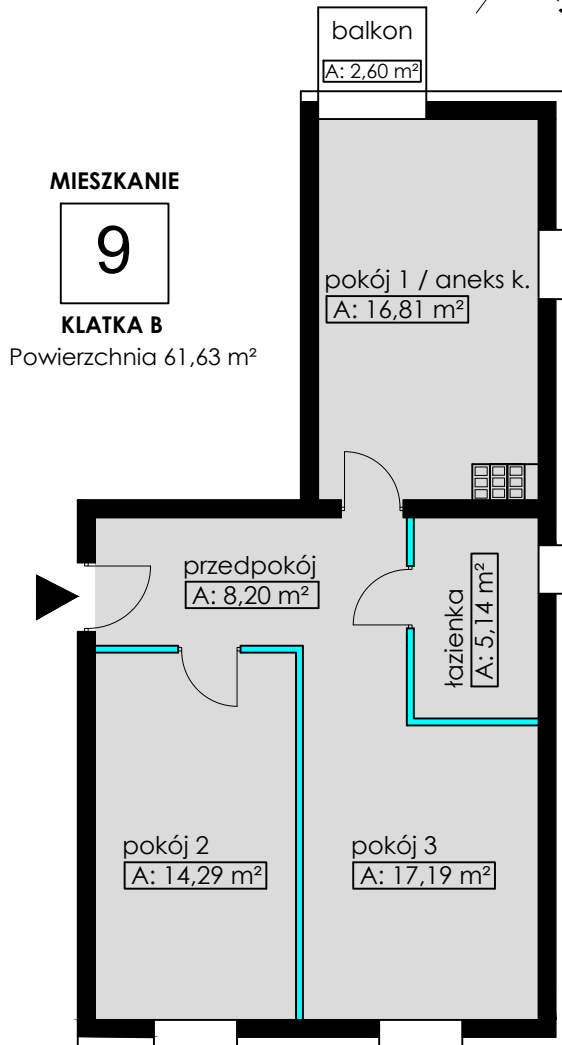 balkon
A: 2,60 m²
MIESZKANIE
9
KLATKA B
Powierzchnia 61,63 m²
pokój 1 / aneks k.
A: 16,81 m²
przedpokój
A: 8,20 m²
łazienka
A: 5,14 m²
pokój 2
A: 14,29 m²
pokój 3
A: 17,19 m²